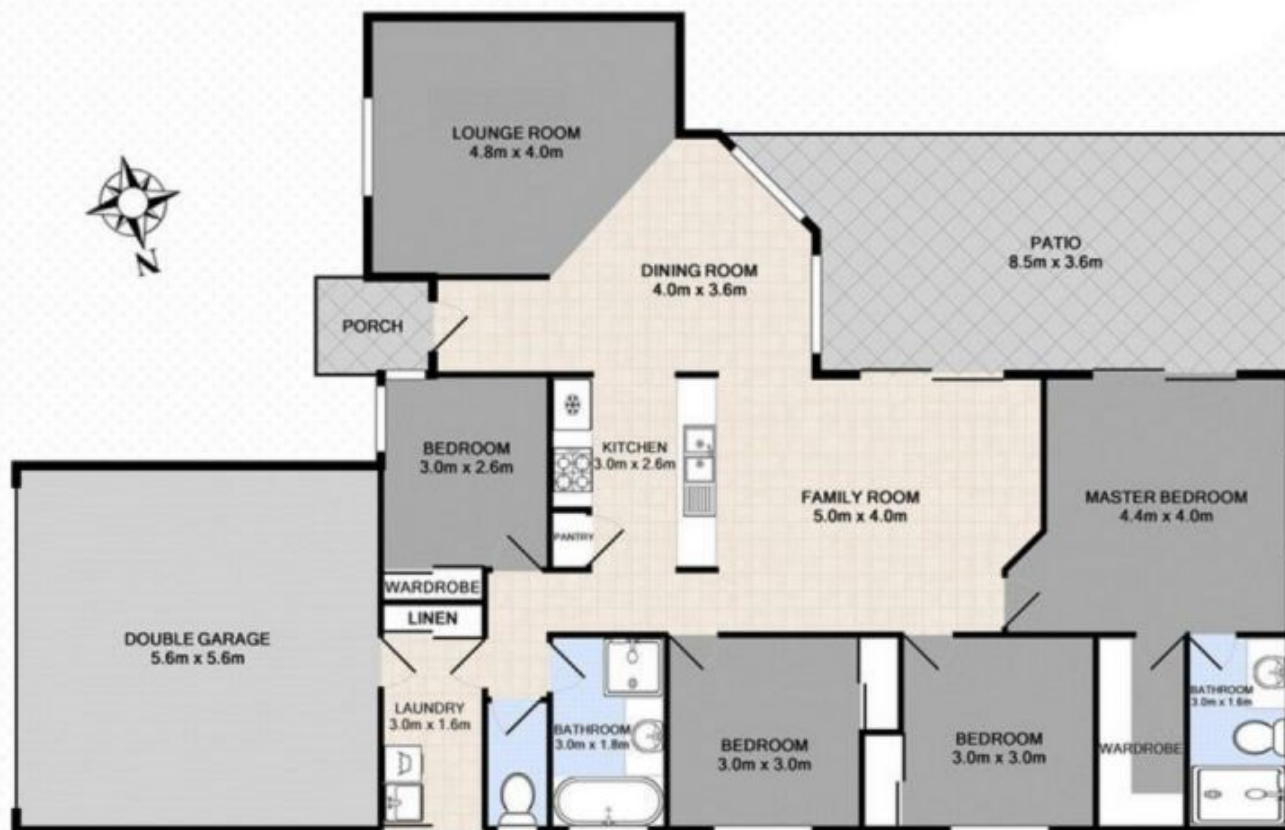 LOUNGE ROOM
4.8m x 4.0m
PATIO
8.5m x 3.6m
DINING ROOM
4.0m x 3.6m
N
PORCH
BEDROOM
3.0m x 2.6m
KITCHEN
3.0m x 2.6m
FAMILY ROOM
5.0m x 4.0m
MASTER BEDROOM
4.4m x 4.0m
PANTRY
WARDROBE
LINEN
DOUBLE GARAGE
5.6m x 5.6m
LAUNDRY
3.0m x 1.6m
BATHROOM
3.0m x 1.8m
BEDROOM
3.0m x 3.0m
BEDROOM
3.0m x 3.0m
WARDROBE
BATHROOM
3.0m x 1.6m